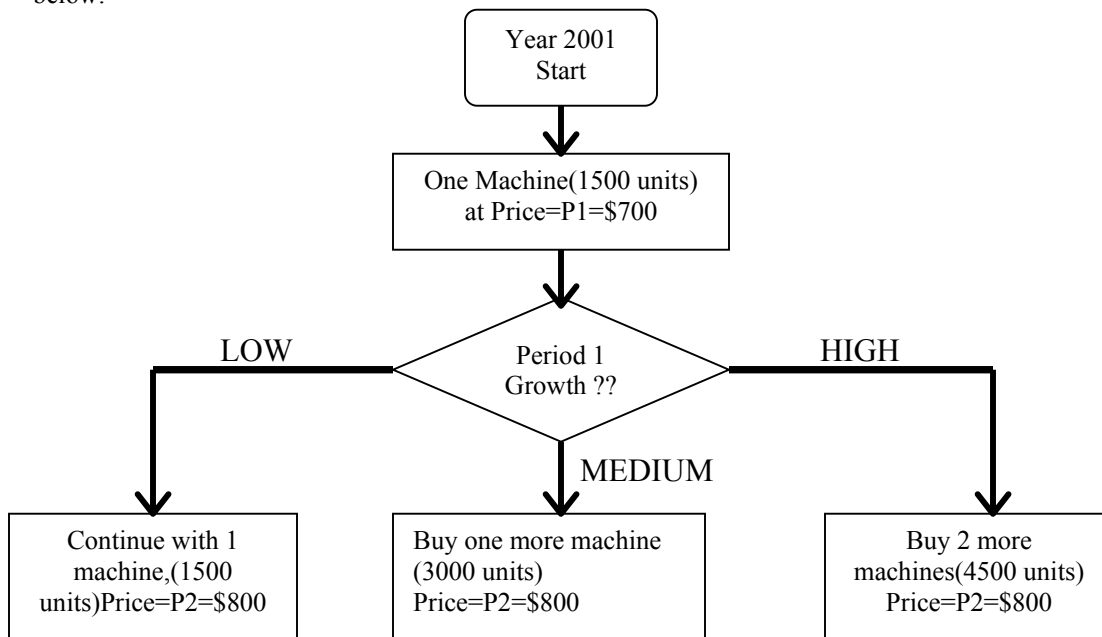 below.
Year 2001
Start
One Machine(1500 units)
at Price=P1=$700
Period 1
Growth ??
LOW
HIGH
MEDIUM
Continue with 1
machine,(1500
units)Price=P2=$800
Buy one more machine
(3000 units)
Price=P2=$800
Buy 2 more
machines(4500 units)
Price=P2=$800